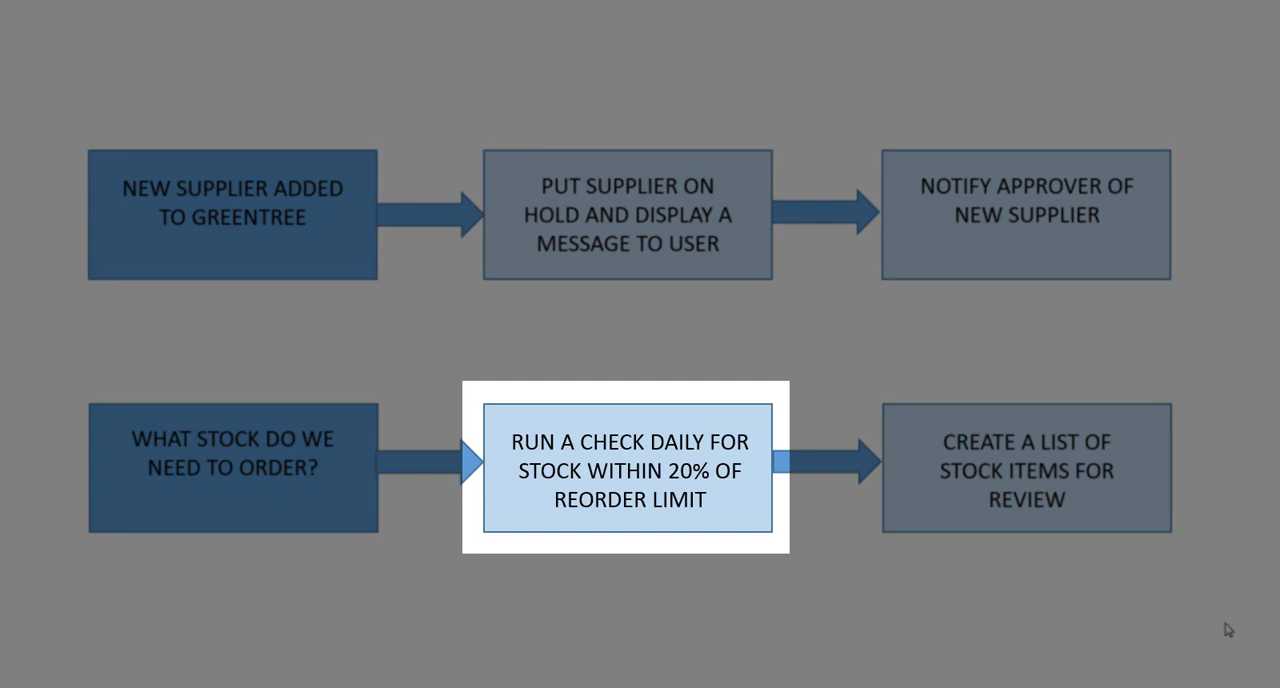 NEW SUPPLIER ADDED
TO GREENTREE
PUT SUPPLIER ON
HOLD AND DISPLAY A
MESSAGE TO USER
NOTIFY APPROVER OF
NEW SUPPLIER
WHAT STOCK DO WE
NEED TO ORDER?
RUN A CHECK DAILY FOR
STOCK WITHIN 20% OF
REORDER LIMIT
CREATE A LIST OF
STOCK ITEMS FOR
REVIEW